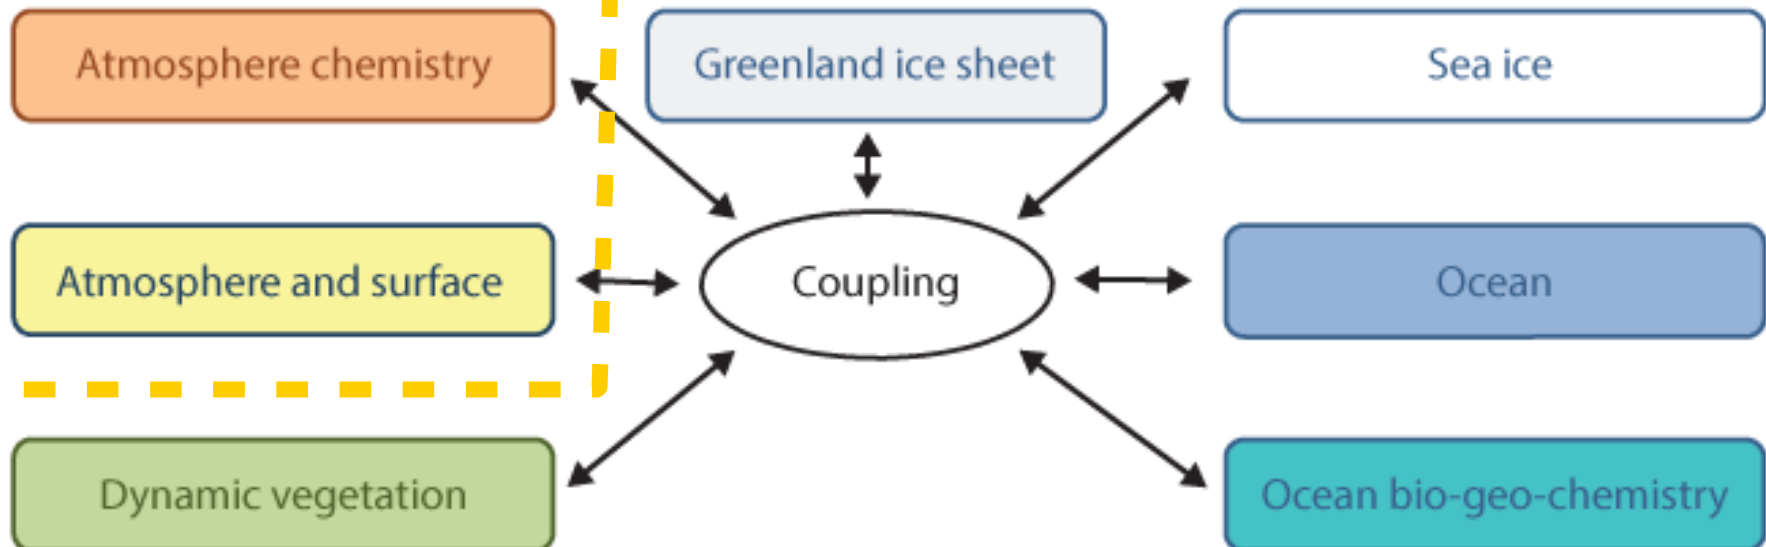 Atmosphere chemistry
Greenland ice sheet
Sea ice
Atmosphere and surface
Coupling
Ocean
Dynamic vegetation
Ocean bio-geo-chemistry